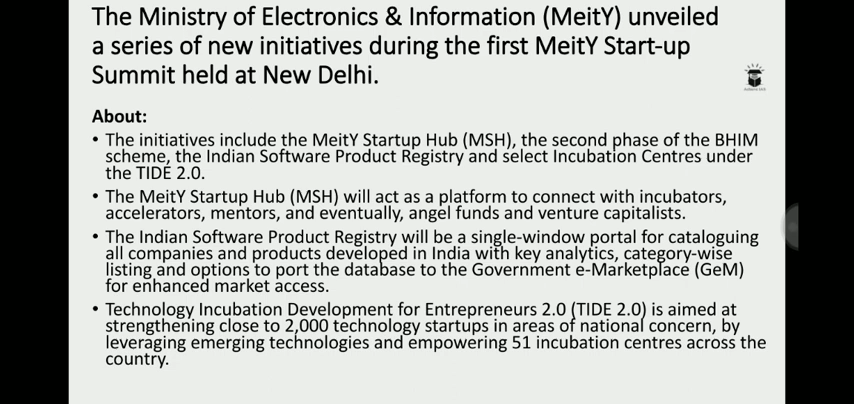 The Ministry of Electronics & Information (MeitY) unveiled
a series of new initiatives during the first MeitY Start-up
Summit held at New Delhi.
About:
• The initiatives include the MeitY Startup Hub (MSH), the second phase of the BHIM
scheme, the Indian Software Product Registry and select Incubation Centres under
the TIDE 2.0.
• The MeitY Startup Hub (MSH) will act as a platform to connect with incubators,
accelerators, mentors, and eventually, angel funds and venture capitalists.
• The Indian Software Product Registry will be a single-window portal for cataloguing
all companies and products developed in India with key analytics, category-wise
listing and options to port the database to the Government e-Marketplace (GeM)
for enhanced market access.
• Technology Incubation Development for Entrepreneurs 2.0 (TIDE 2.0) is aimed at
strengthening close to 2,000 technology startups in areas of national concern, by
leveraging emerging technologies and empowering 51 incubation centres across the
country.